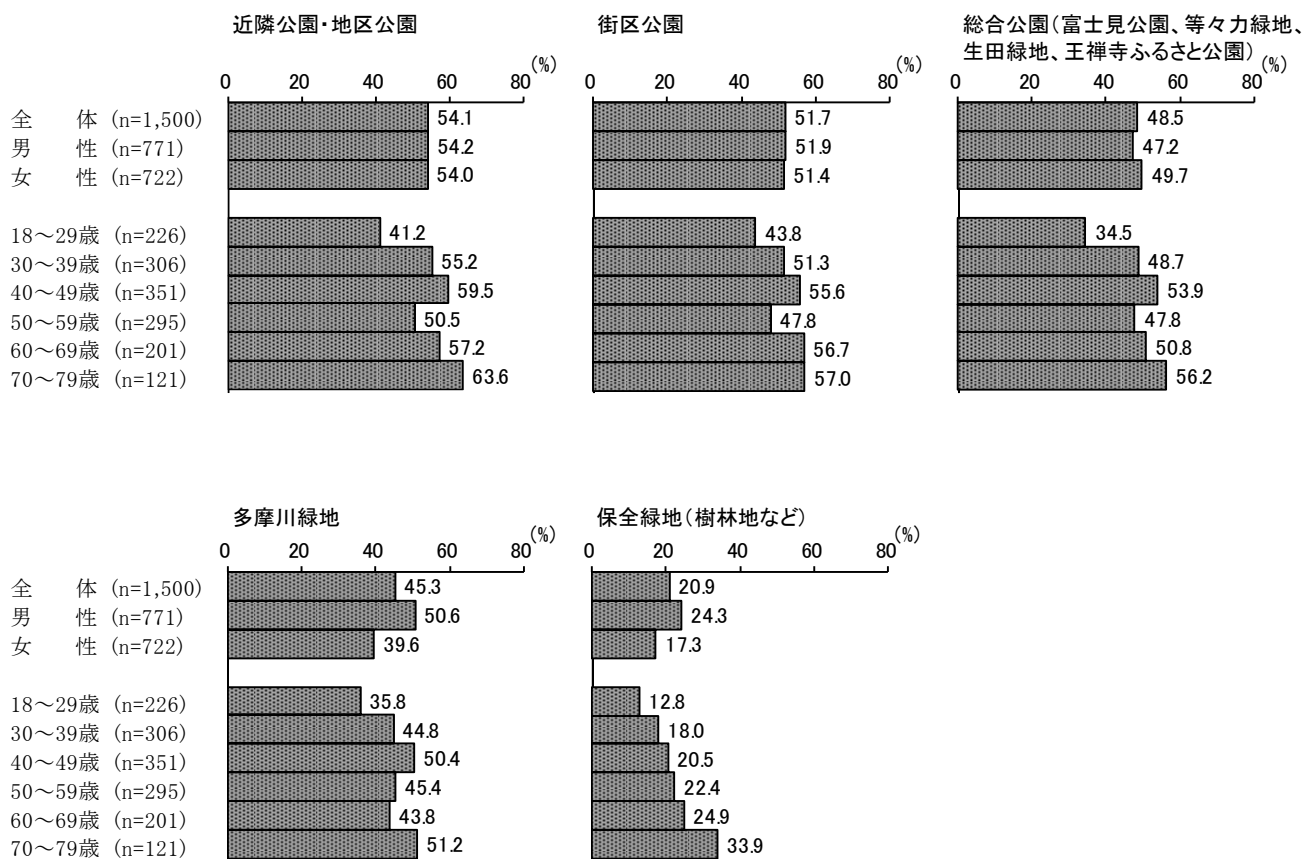 近隣公園・地区公園
0 20 40 60 80 (%)
全　体 (n=1,500) 54.1
男　性 (n=771) 54.2
女　性 (n=722) 54.0
18～29歳 (n=226) 41.2
30～39歳 (n=306) 55.2
40～49歳 (n=351) 59.5
50～59歳 (n=295) 50.5
60～69歳 (n=201) 57.2
70～79歳 (n=121) 63.6
街区公園
0 20 40 60 80 (%)
51.7
51.9
51.4
43.8
51.3
55.6
47.8
56.7
57.0
総合公園（富士見公園、等々力緑地、
生田緑地、王禅寺ふるさと公園）
0 20 40 60 80 (%)
48.5
47.2
49.7
34.5
48.7
53.9
47.8
50.8
56.2
多摩川緑地
0 20 40 60 80 (%)
全　体 (n=1,500) 45.3
男　性 (n=771) 50.6
女　性 (n=722) 39.6
18～29歳 (n=226) 35.8
30～39歳 (n=306) 44.8
40～49歳 (n=351) 50.4
50～59歳 (n=295) 45.4
60～69歳 (n=201) 43.8
70～79歳 (n=121) 51.2
保全緑地（樹林地など）
0 20 40 60 80 (%)
20.9
24.3
17.3
12.8
18.0
20.5
22.4
24.9
33.9